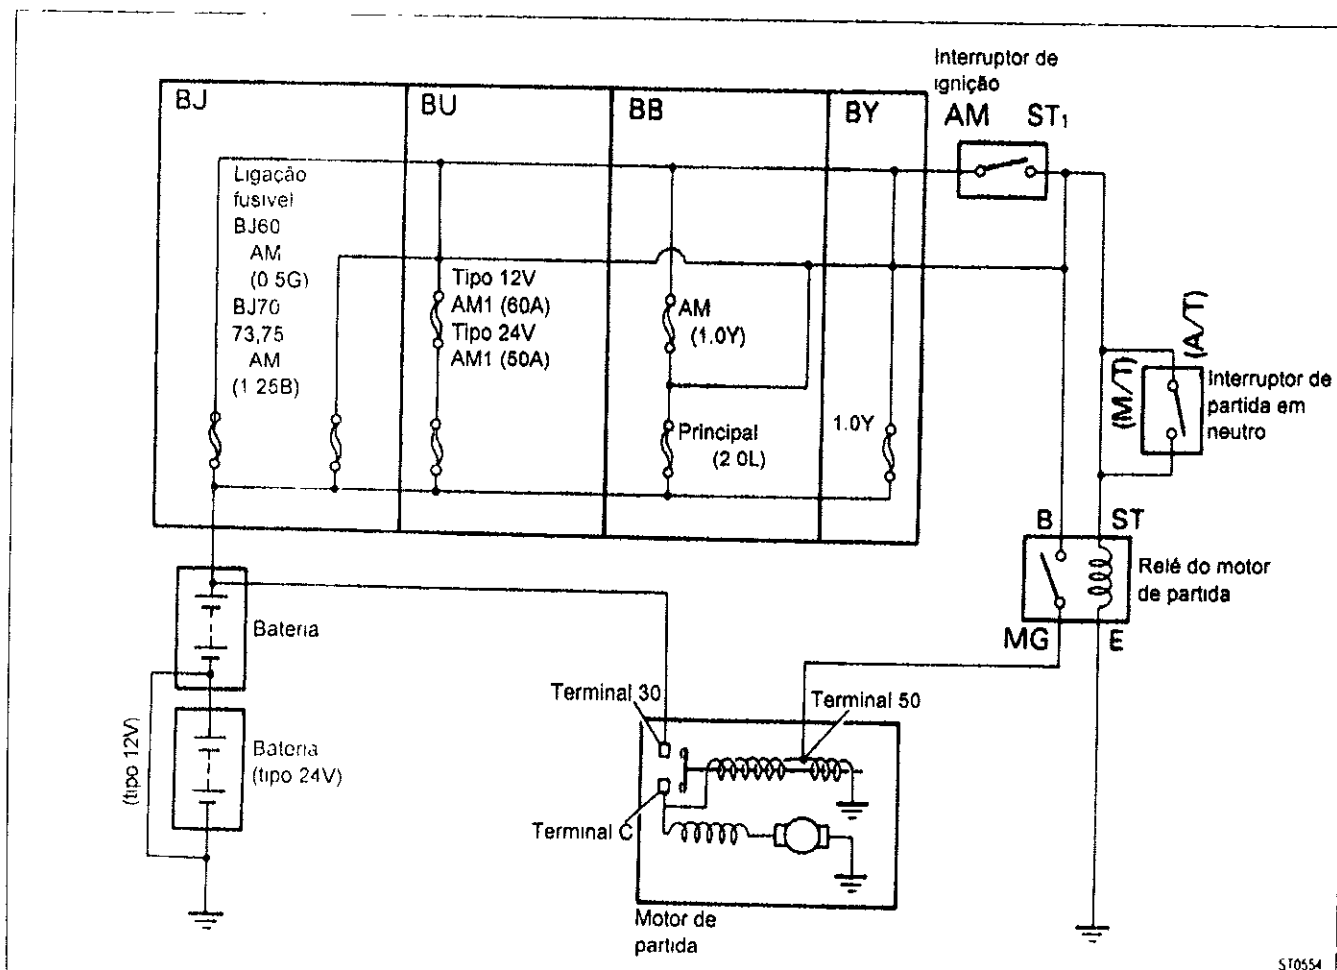 Interruptor de
ignição
AM ST1
BJ
BU
BB
BY
Ligação
fusivel
BJ60
AM
(0 5G)
BJ70
73,75
AM
(1 25B)
Tipo 12V
AM1 (60A)
Tipo 24V
AM1 (50A)
AM
(1.0Y)
Principal
(2 0L)
1.0Y
(M/T)
(A/T)
Interruptor de
partida em
neutro
B ST
Relé do motor
de partida
MG E
Bateria
Terminal 30
Terminal 50
(tipo 12V)
Bateria
(tipo 24V)
Terminal C
Motor de
partida
ST0554